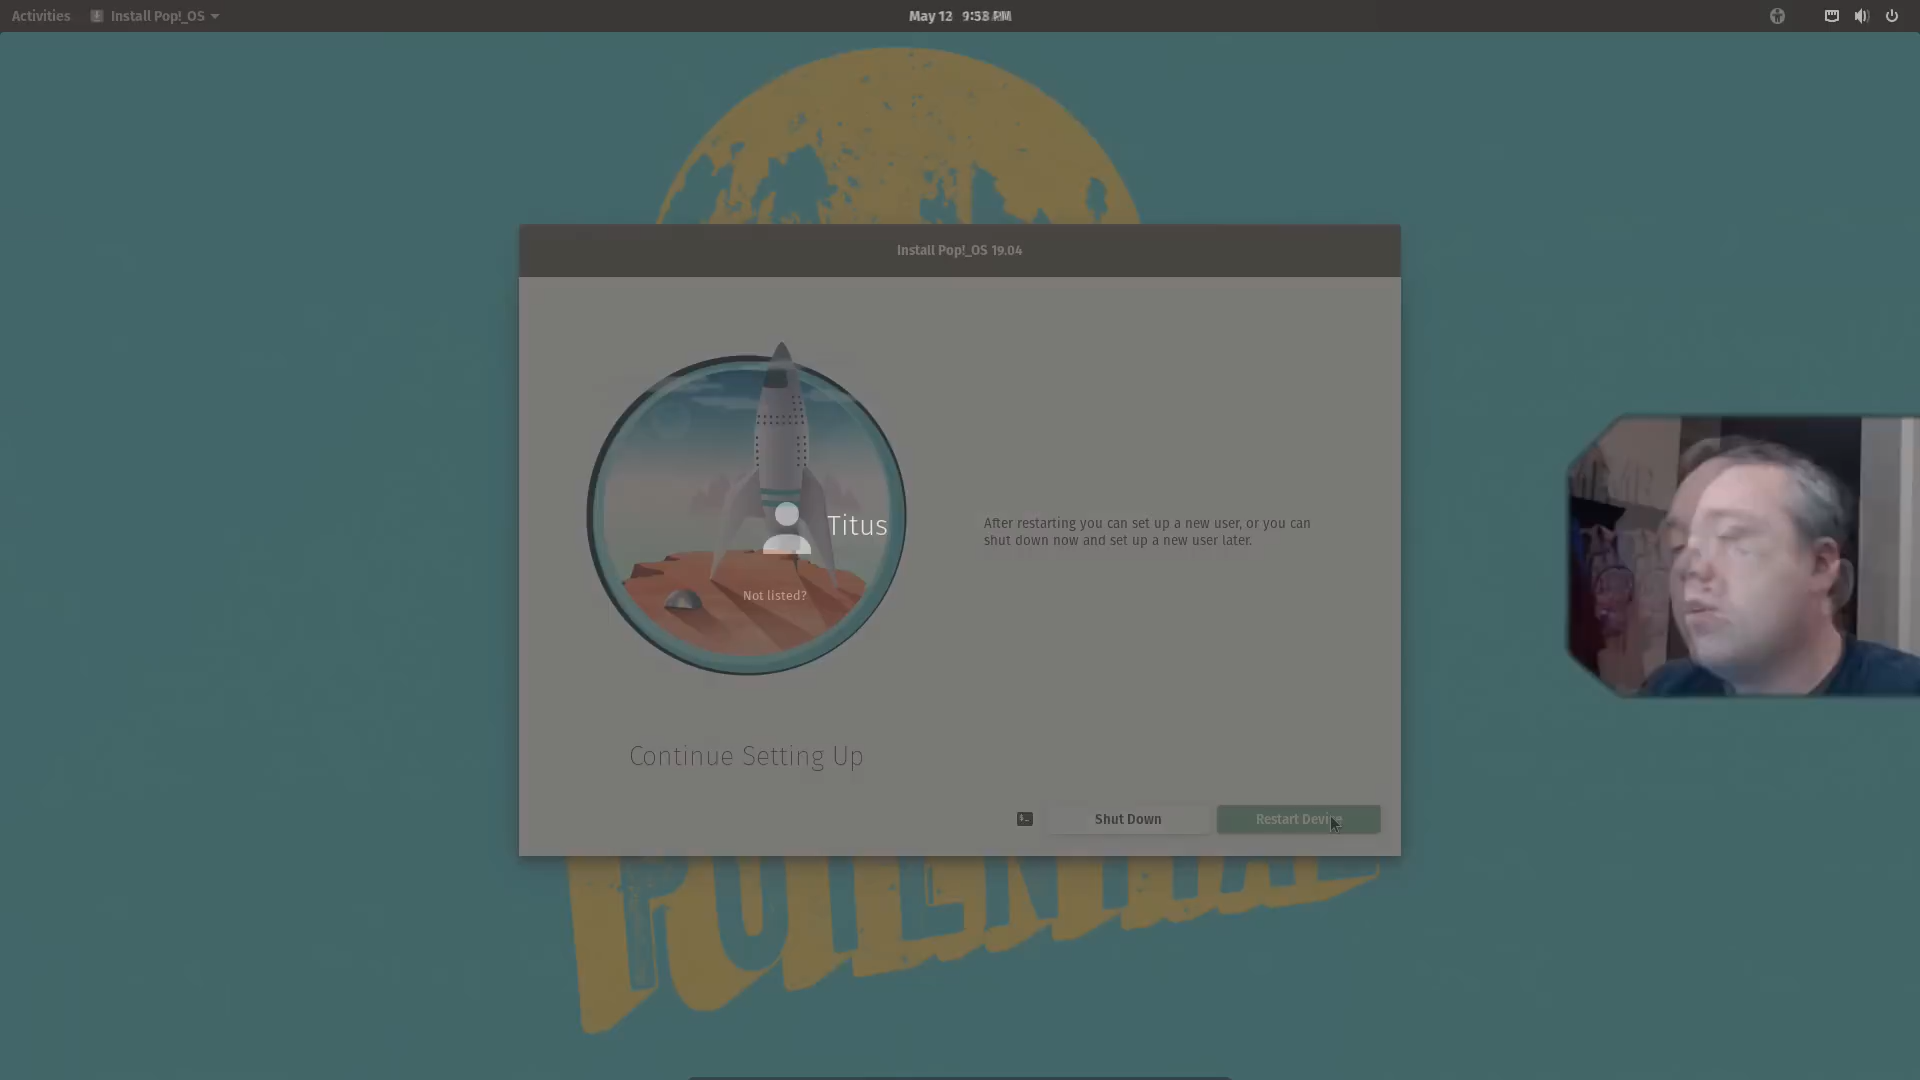 Activities
Install Pop!_OS
May 12
PM
Install Pop!_OS 19.04
Titus
Not listed?
After restarting you can set up a new user, or you can
shut down now and set up a new user later.
Continue Setting Up
Shut Down
Restart Device
POTENTIAL